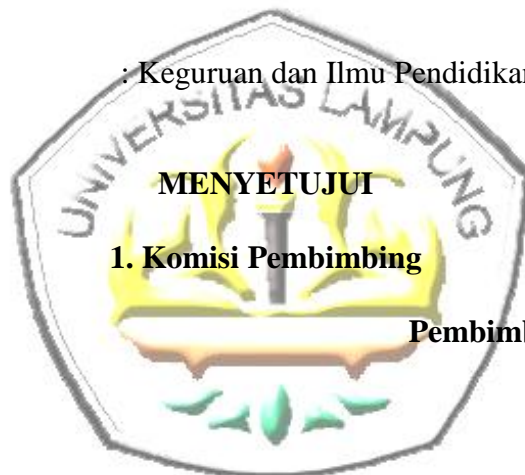 : Keguruan dan Ilmu Pendidikan
UNIVERSITAS LAMPUNG
MENYETUJUI
1. Komisi Pembimbing
Pembimb